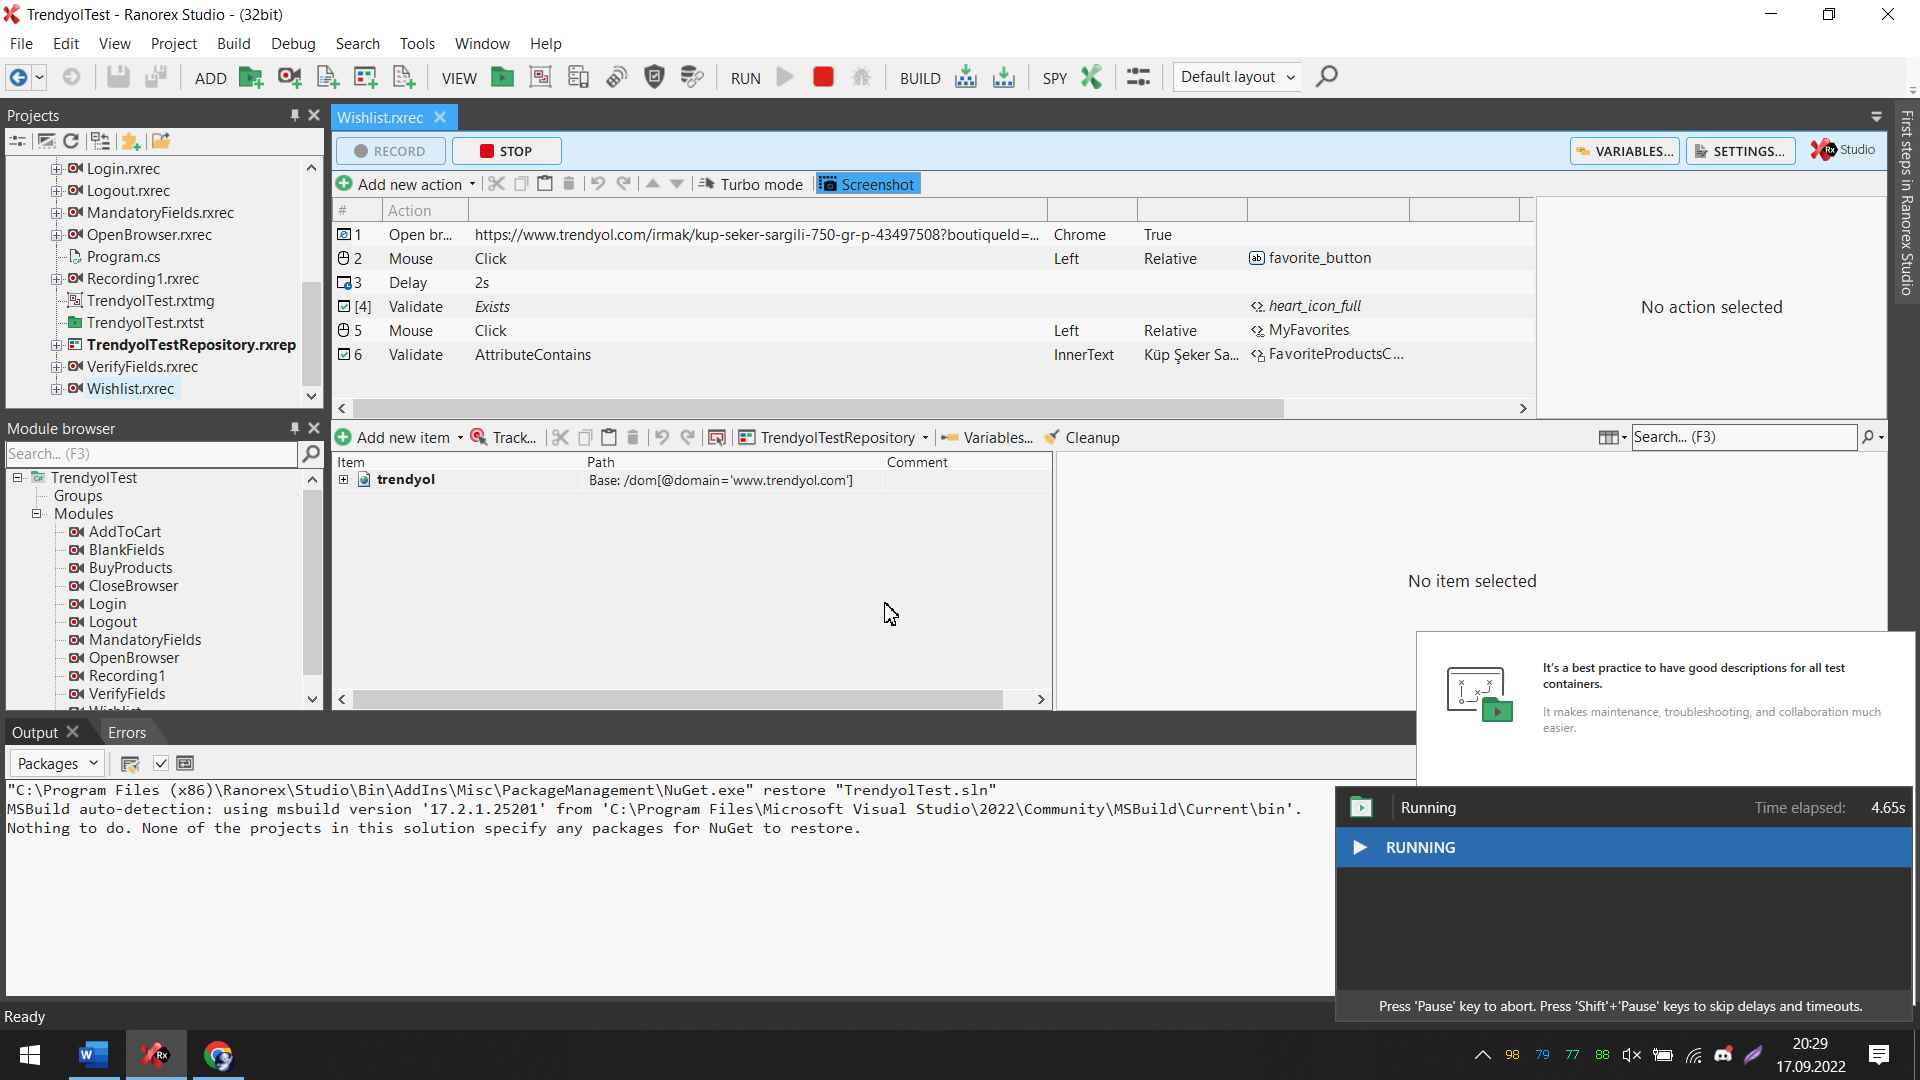 TrendyolTest - Ranorex Studio - (32bit)
File Edit View Project Build Debug Search Tools Window Help
ADD VIEW RUN BUILD SPY Default layout
Projects
Login.rxrec
Logout.rxrec
MandatoryFields.rxrec
OpenBrowser.rxrec
Program.cs
Recording1.rxrec
TrendyolTest.rxtmg
TrendyolTest.rxtst
TrendyolTestRepository.rxrep
VerifyFields.rxrec
Wishlist.rxrec
Module browser
Search... (F3)
TrendyolTest
Groups
Modules
AddToCart
BlankFields
BuyProducts
CloseBrowser
Login
Logout
MandatoryFields
OpenBrowser
Recording1
VerifyFields
Wishlist.rxrec
RECORD STOP VARIABLES... SETTINGS... Rx Studio
Add new action Turbo mode Screenshot
# Action
1 Open br... https://www.trendyol.com/irmak/kup-seker-sargili-750-gr-p-43497508?boutiqueId=... Chrome True
2 Mouse Click Left Relative favorite_button
3 Delay 2s
[4] Validate Exists heart_icon_full
5 Mouse Click Left Relative MyFavorites
6 Validate AttributeContains InnerText Küp Şeker Sa... FavoriteProductsC...
No action selected
First steps in Ranorex Studio
Add new item Track... TrendyolTestRepository Variables... Cleanup Search... (F3)
Item Path Comment
trendyol Base: /dom[@domain='www.trendyol.com']
No item selected
It's a best practice to have good descriptions for all test
containers.
It makes maintenance, troubleshooting, and collaboration much
easier.
Output Errors
Packages
"C:\Program Files (x86)\Ranorex\Studio\Bin\AddIns\Misc\PackageManagement\NuGet.exe" restore "TrendyolTest.sln"
MSBuild auto-detection: using msbuild version '17.2.1.25201' from 'C:\Program Files\Microsoft Visual Studio\2022\Community\MSBuild\Current\bin'.
Nothing to do. None of the projects in this solution specify any packages for NuGet to restore.
Running Time elapsed: 4.65s
RUNNING
Press 'Pause' key to abort. Press 'Shift'+'Pause' keys to skip delays and timeouts.
Ready
98 79 77 88
20:29
17.09.2022